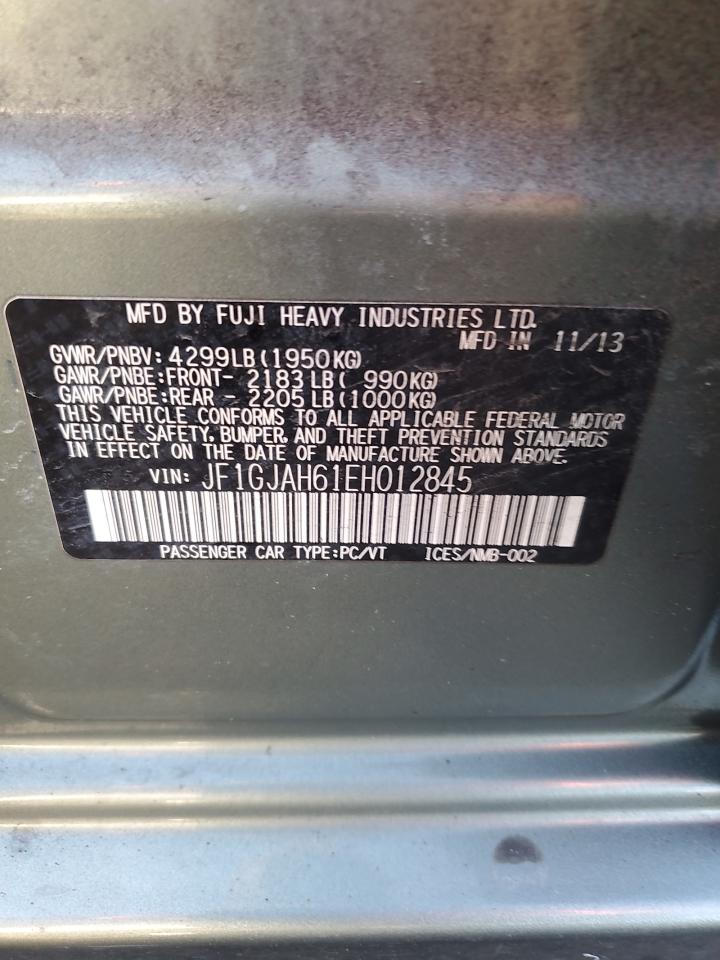 MFD BY FUJI HEAVY INDUSTRIES LTD.
MFD IN 11/13
GVWR/PNBV: 4299LB(1950KG)
GAWR/PNBE:FRONT- 2183 LB( 990KG)
GAWR/PNBE:REAR - 2205 LB(1000KG)
THIS VEHICLE CONFORMS TO ALL APPLICABLE FEDERAL MOTOR
VEHICLE SAFETY, BUMPER, AND THEFT PREVENTION STANDARDS
IN EFFECT ON THE DATE OF MANUFACTURE SHOWN ABOVE.
VIN: JF1GJAH61EH012845
PASSENGER CAR TYPE:PC/VT ICES/NMB-002